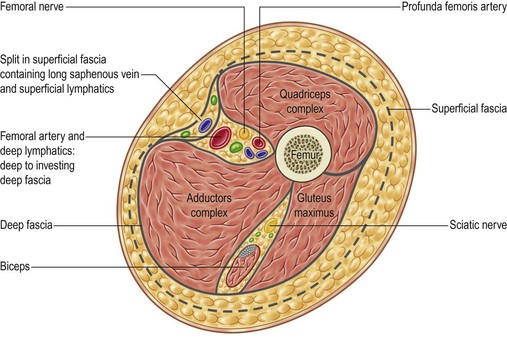 Femoral nerve
Profunda femoris artery
Split in superficial fascia
containing long saphenous vein
and superficial lymphatics
Quadriceps
complex
Superficial fascia
Femoral artery and
deep lymphatics:
deep to investing
deep fascia
Femur
Adductors
complex
Gluteus
maximus
Deep fascia
Sciatic nerve
Biceps